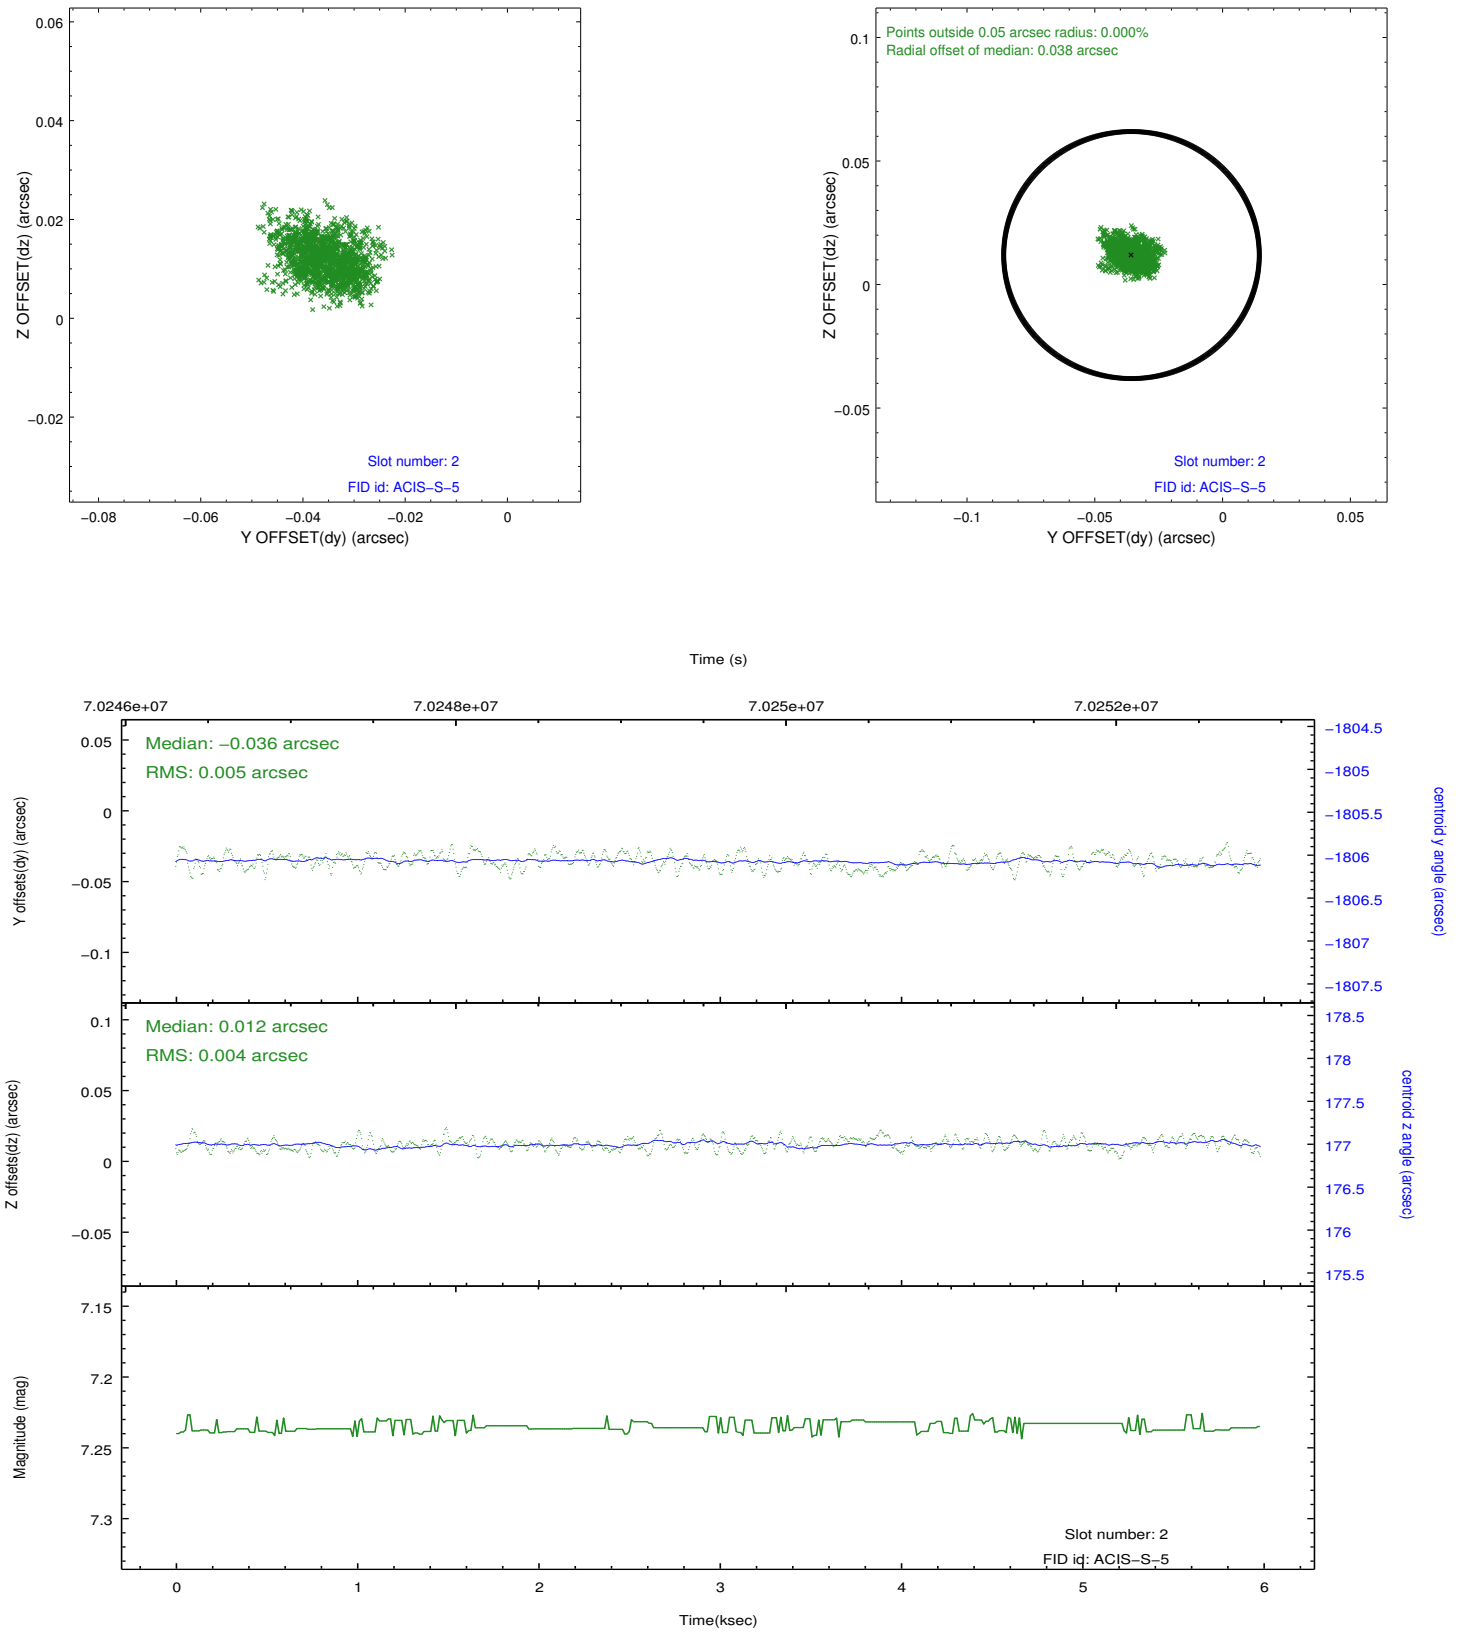 0.06
0.04
0.02
0
−0.02
Z OFFSET(dz) (arcsec)
Slot number: 2
FID id: ACIS−S−5
−0.08 −0.06 −0.04 −0.02 0
Y OFFSET(dy) (arcsec)
Points outside 0.05 arcsec radius: 0.000%
Radial offset of median: 0.038 arcsec
0.1
0.05
0
−0.05
Z OFFSET(dz) (arcsec)
Slot number: 2
FID id: ACIS−S−5
−0.1 −0.05 0 0.05
Y OFFSET(dy) (arcsec)
Time (s)
7.0246e+07 7.0248e+07 7.025e+07 7.0252e+07
Median: −0.036 arcsec
RMS: 0.005 arcsec
0.05
0
−0.05
−0.1
Y offsets(dy) (arcsec)
−1804.5
−1805
−1805.5
−1806
−1806.5
−1807
−1807.5
centroid y angle (arcsec)
Median: 0.012 arcsec
RMS: 0.004 arcsec
0.1
0.05
0
−0.05
Z offsets(dz) (arcsec)
178.5
178
177.5
177
176.5
176
175.5
centroid z angle (arcsec)
7.15
7.2
7.25
7.3
Magnitude (mag)
Slot number: 2
FID id: ACIS−S−5
0 1 2 3 4 5 6
Time(ksec)